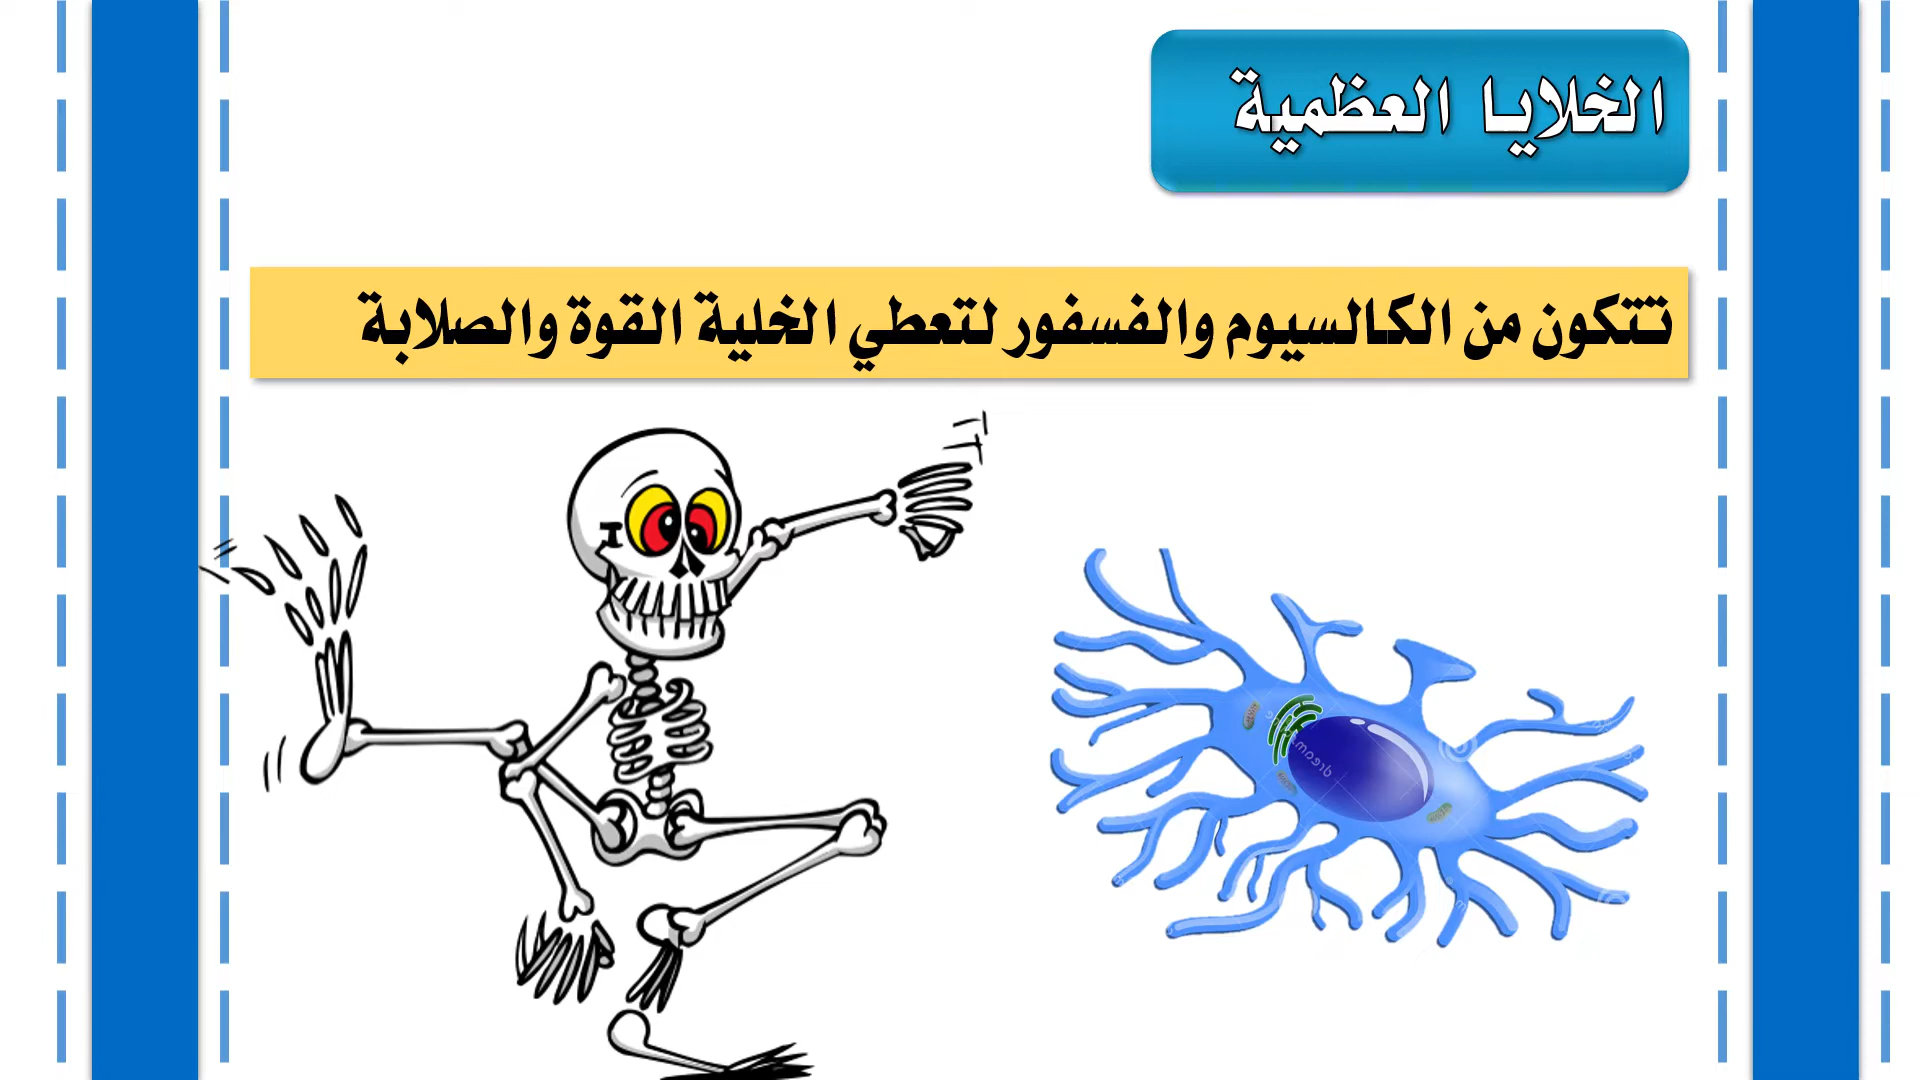 الخلايا العظمية
تتكون من الكالسيوم والفسفور لتعطي الخلية القوة والصلابة